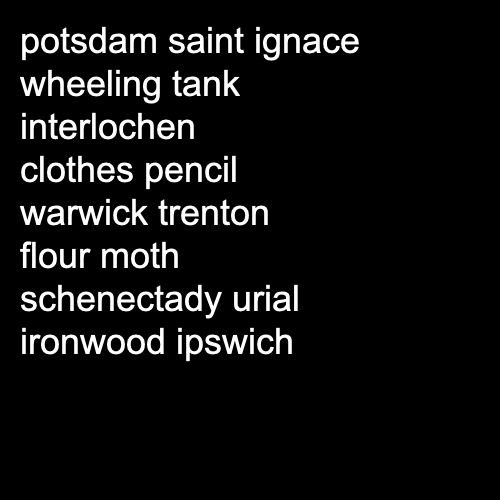 potsdam saint ignace
wheeling tank
interlochen
clothes pencil
warwick trenton
flour moth
schenectady urial
ironwood ipswich